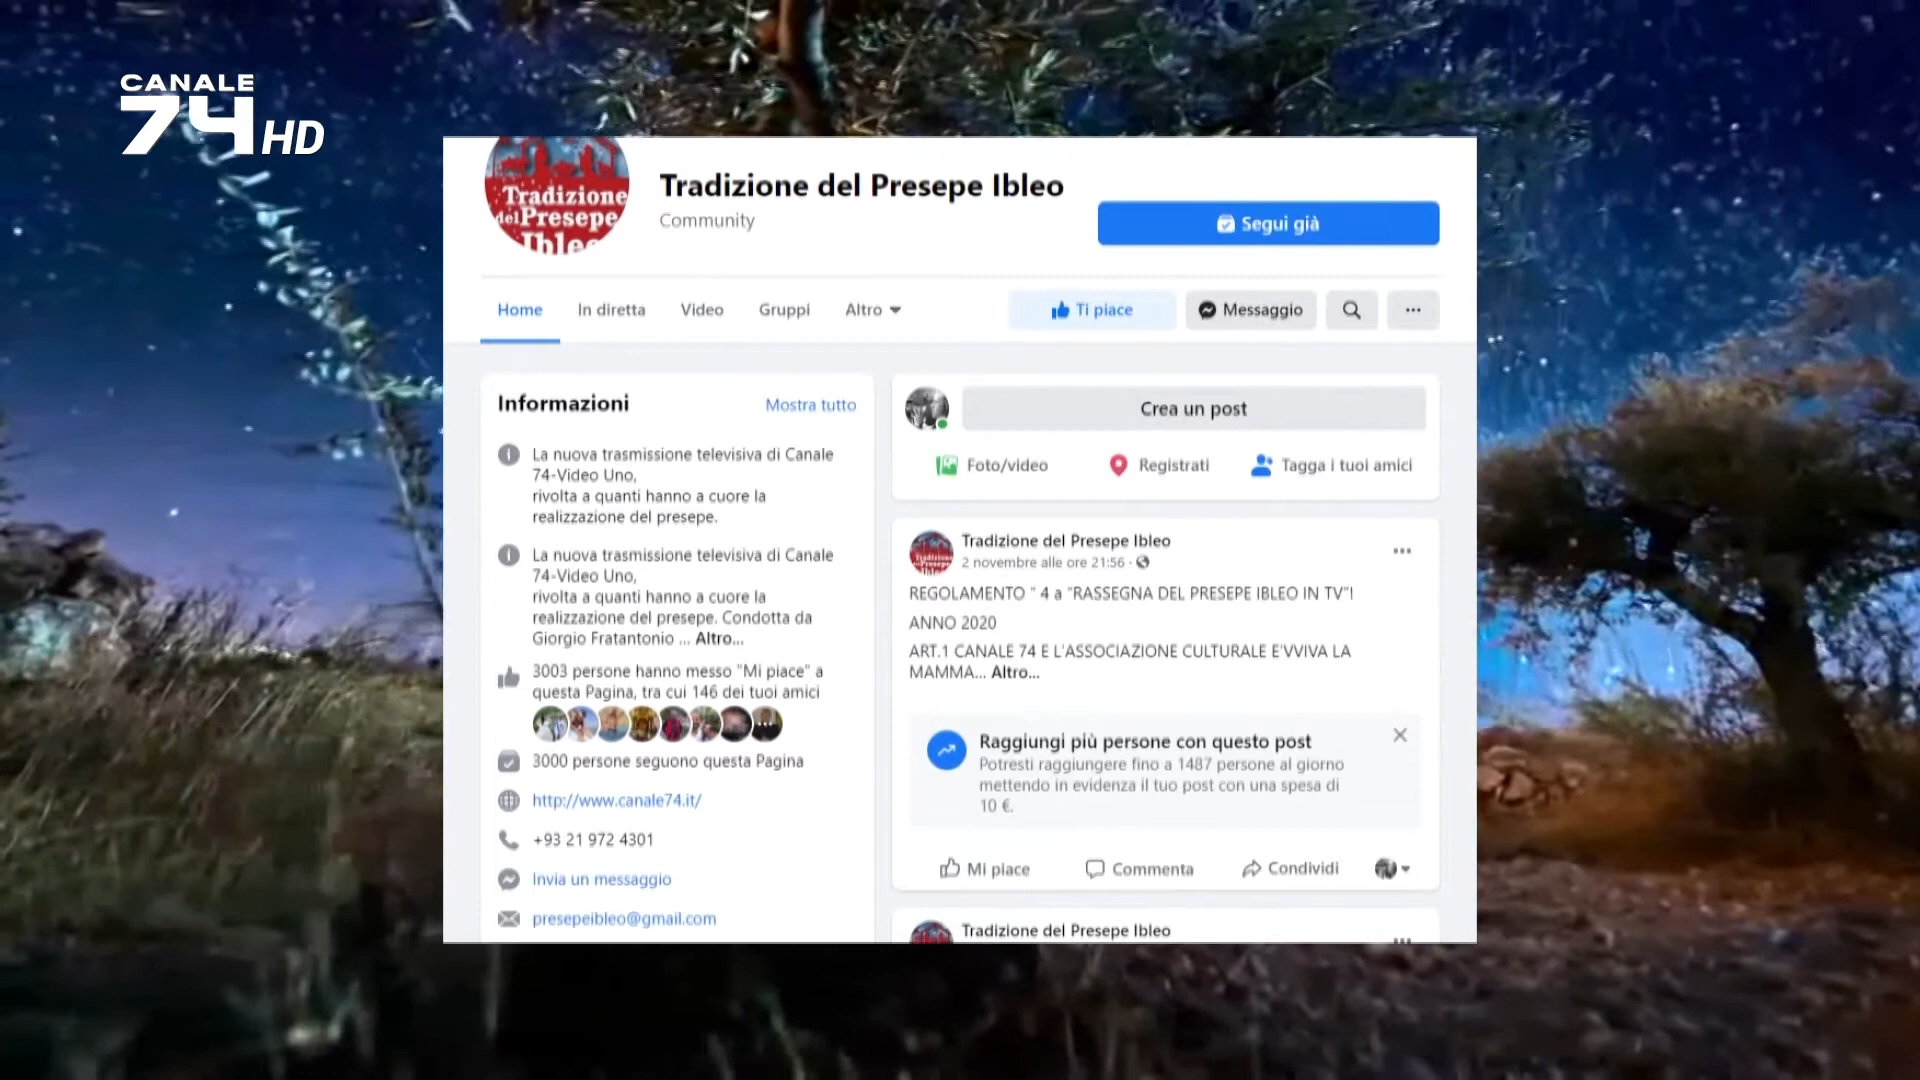 CANALE
74 HD
Tradizione
del Presepe
Ibleo
Tradizione del Presepe Ibleo
Community
Segui già
Home
In diretta
Video
Gruppi
Altro
Ti piace
Messaggio
Informazioni
Mostra tutto
La nuova trasmissione televisiva di Canale
74-Video Uno,
rivolta a quanti hanno a cuore la
realizzazione del presepe.
La nuova trasmissione televisiva di Canale
74-Video Uno,
rivolta a quanti hanno a cuore la
realizzazione del presepe. Condotta da
Giorgio Fratantonio ... Altro...
3003 persone hanno messo "Mi piace" a
questa Pagina, tra cui 146 dei tuoi amici
3000 persone seguono questa Pagina
http://www.canale74.it/
+93 21 972 4301
Invia un messaggio
presepeibleo@gmail.com
Crea un post
Foto/video
Registrati
Tagga i tuoi amici
Tradizione del Presepe Ibleo
2 novembre alle ore 21:56 ·
REGOLAMENTO " 4 a "RASSEGNA DEL PRESEPE IBLEO IN TV"!
ANNO 2020
ART.1 CANALE 74 E L'ASSOCIAZIONE CULTURALE E'VVIVA LA
MAMMA... Altro...
Raggiungi più persone con questo post
Potresti raggiungere fino a 1487 persone al giorno
mettendo in evidenza il tuo post con una spesa di
10 €.
Mi piace
Commenta
Condividi
Tradizione del Presepe Ibleo